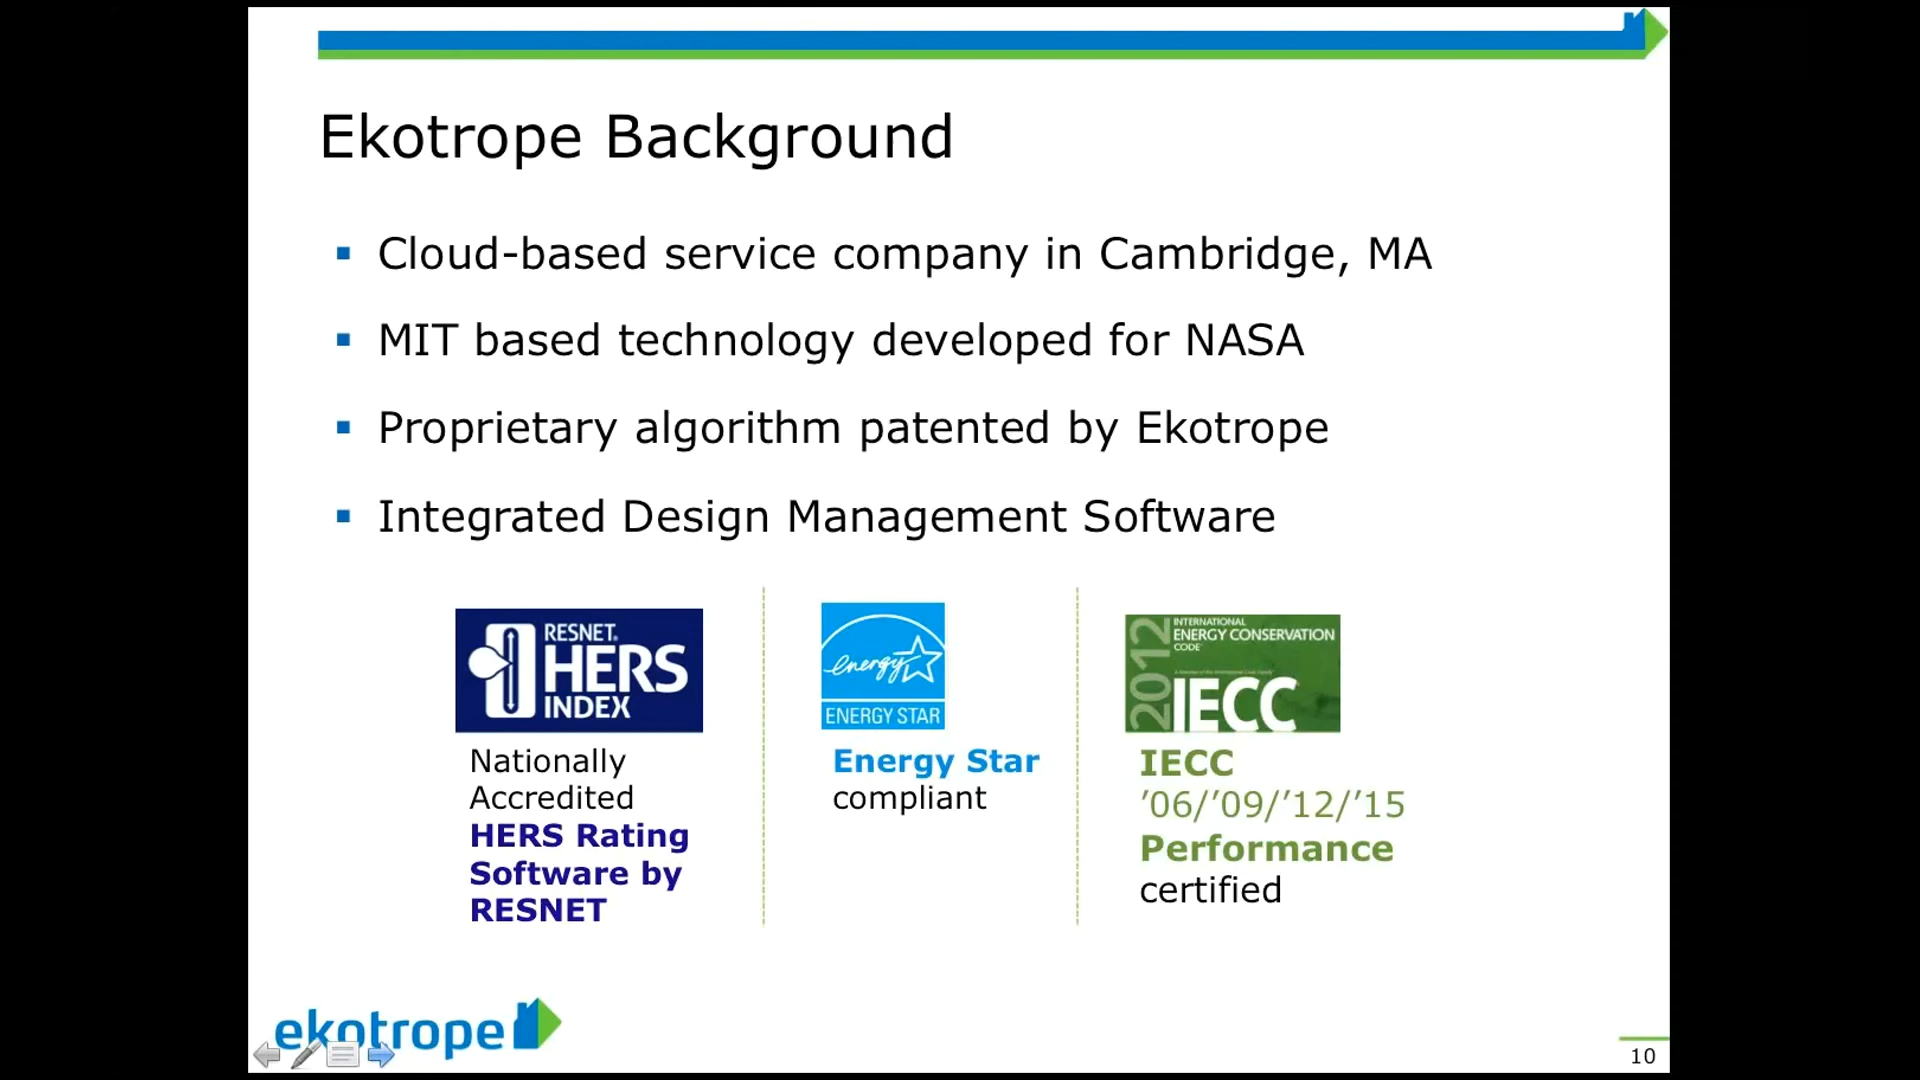 Ekotrope Background
Cloud-based service company in Cambridge, MA
MIT based technology developed for NASA
Proprietary algorithm patented by Ekotrope
Integrated Design Management Software
RESNET.
HERS
INDEX
Nationally
Accredited
HERS Rating
Software by
RESNET
energy
ENERGY STAR
Energy Star
compliant
2012
INTERNATIONAL
ENERGY CONSERVATION
CODE
IECC
IECC
’06/’09/’12/’15
Performance
certified
ekotrope
10